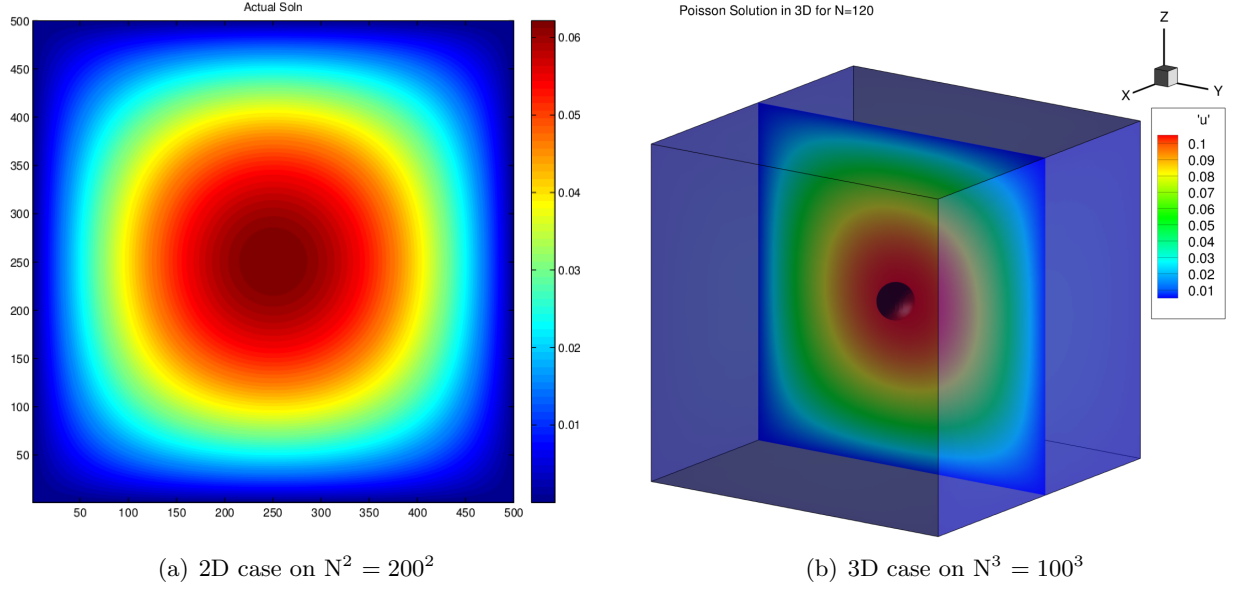 Actual Soln
500
450
400
350
300
250
200
150
100
50
50 100 150 200 250 300 350 400 450 500
0.06
0.05
0.04
0.03
0.02
0.01
(a) 2D case on N² = 200²
Poisson Solution in 3D for N=120
Z
X
Y
'u'
0.1
0.09
0.08
0.07
0.06
0.05
0.04
0.03
0.02
0.01
(b) 3D case on N³ = 100³